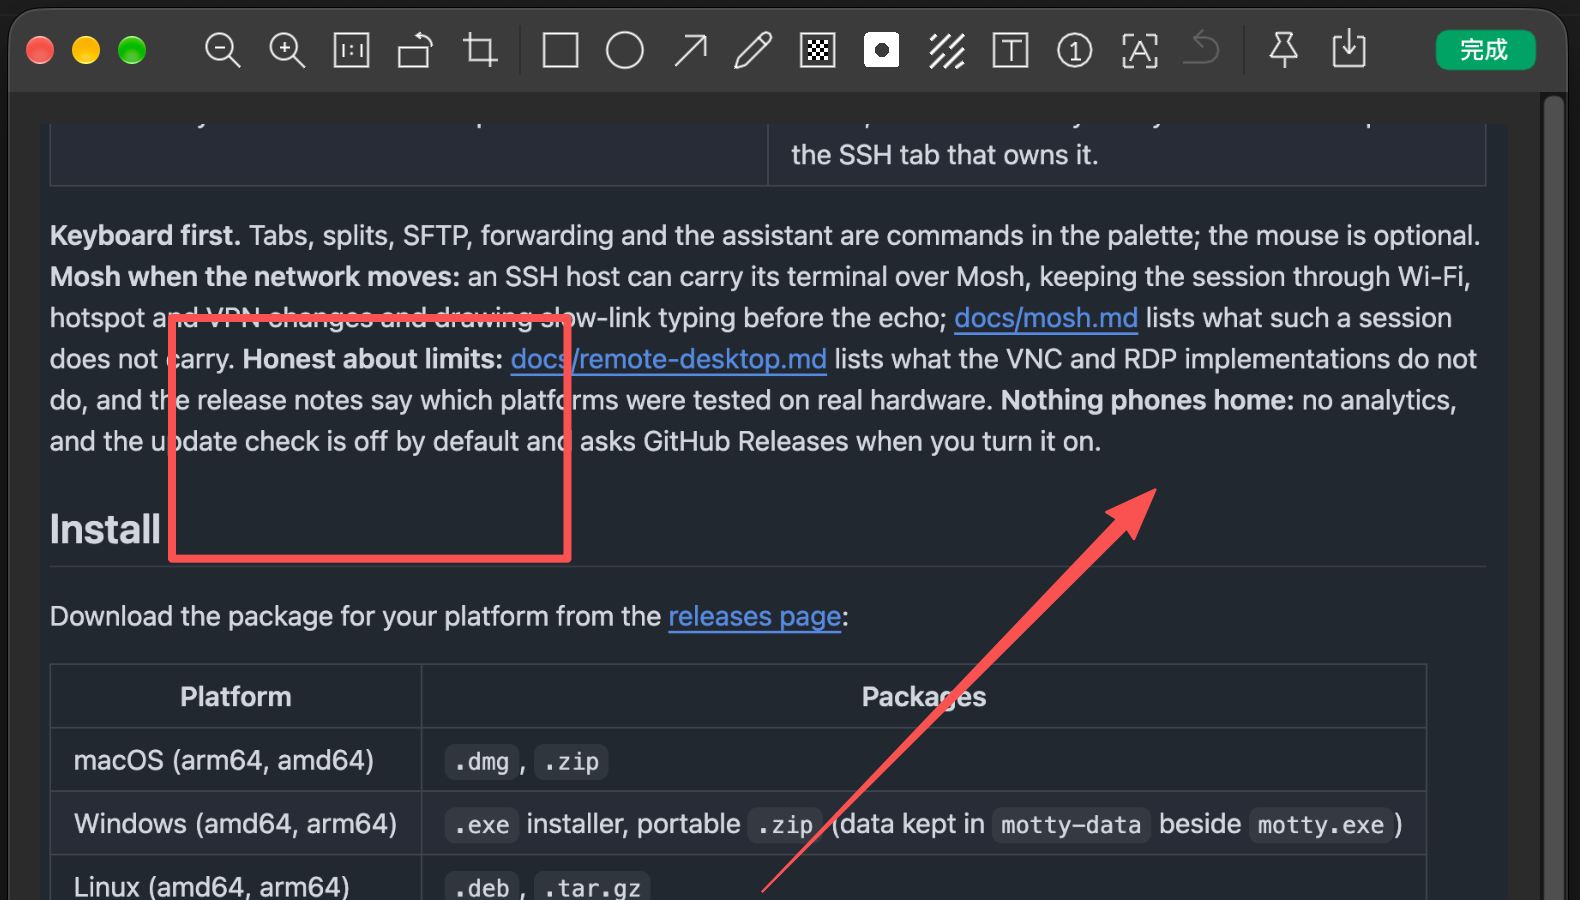 完成
the SSH tab that owns it.
Keyboard first. Tabs, splits, SFTP, forwarding and the assistant are commands in the palette; the mouse is optional.
Mosh when the network moves: an SSH host can carry its terminal over Mosh, keeping the session through Wi-Fi,
hotspot and VPN changes and drawing slow-link typing before the echo; docs/mosh.md lists what such a session
does not carry. Honest about limits: docs/remote-desktop.md lists what the VNC and RDP implementations do not
do, and the release notes say which platforms were tested on real hardware. Nothing phones home: no analytics,
and the update check is off by default and asks GitHub Releases when you turn it on.
Install
Download the package for your platform from the releases page:
Platform Packages
macOS (arm64, amd64) .dmg, .zip
Windows (amd64, arm64) .exe installer, portable .zip (data kept in motty-data beside motty.exe)
Linux (amd64, arm64) .deb, .tar.gz